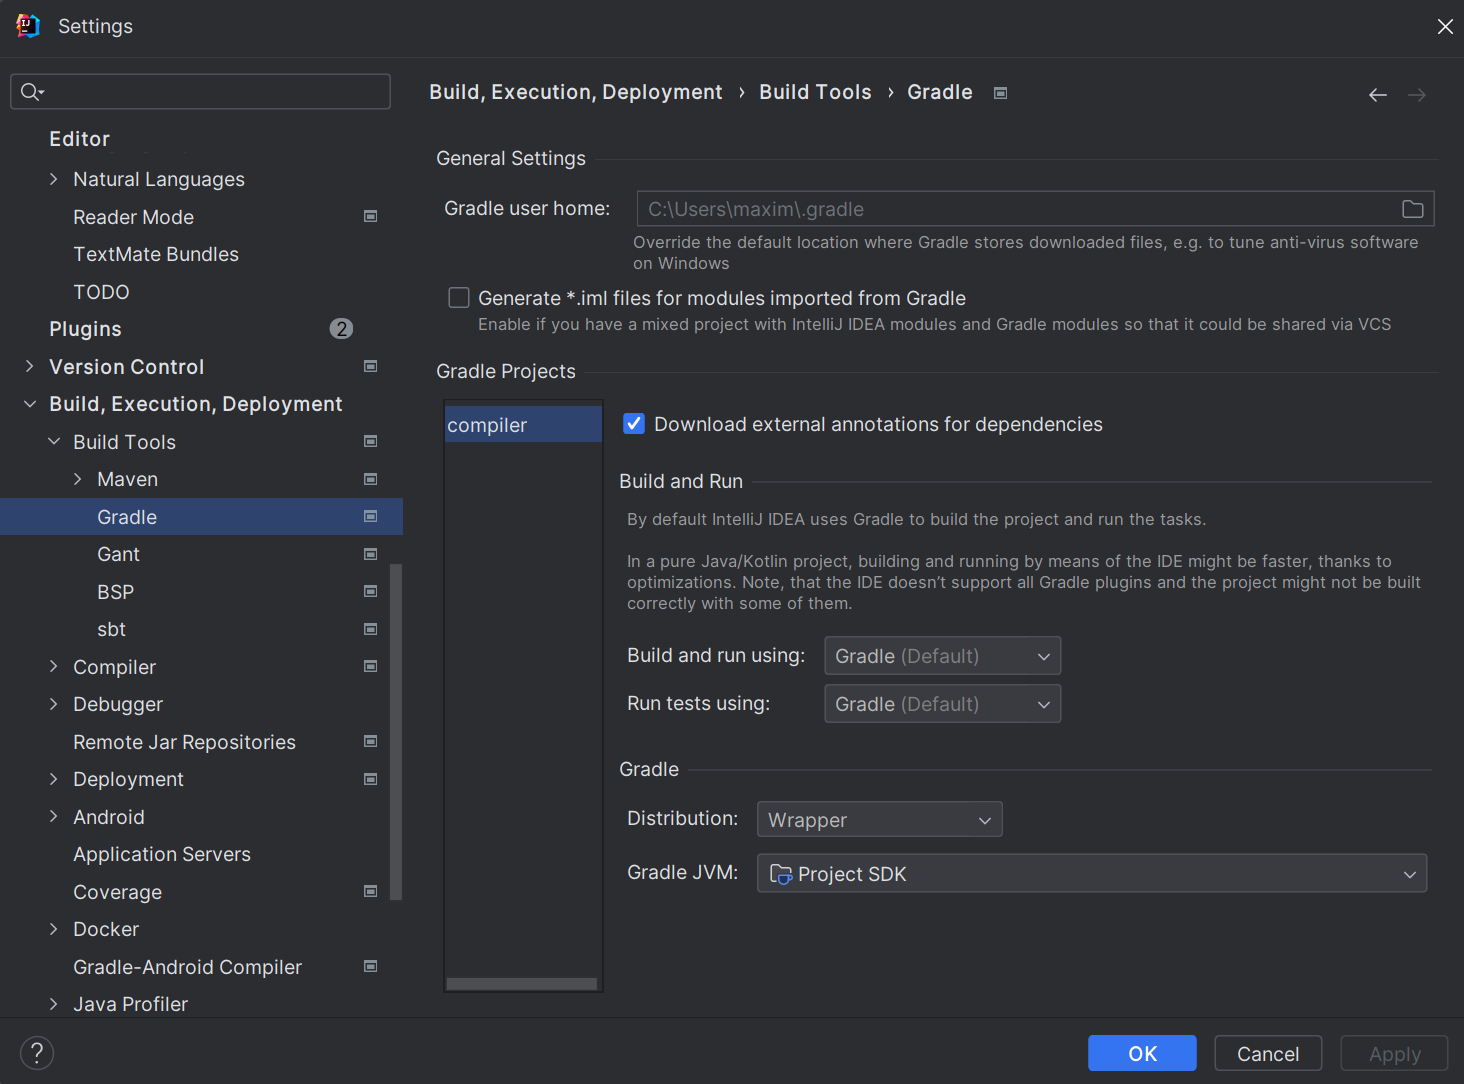 Settings
Editor
Natural Languages
Reader Mode
TextMate Bundles
TODO
Plugins 2
Version Control
Build, Execution, Deployment
Build Tools
Maven
Gradle
Gant
BSP
sbt
Compiler
Debugger
Remote Jar Repositories
Deployment
Android
Application Servers
Coverage
Docker
Gradle-Android Compiler
Java Profiler
Build, Execution, Deployment › Build Tools › Gradle
General Settings
Gradle user home: C:\Users\maxim\.gradle
Override the default location where Gradle stores downloaded files, e.g. to tune anti-virus software
on Windows
Generate *.iml files for modules imported from Gradle
Enable if you have a mixed project with IntelliJ IDEA modules and Gradle modules so that it could be shared via VCS
Gradle Projects
compiler
Download external annotations for dependencies
Build and Run
By default IntelliJ IDEA uses Gradle to build the project and run the tasks.
In a pure Java/Kotlin project, building and running by means of the IDE might be faster, thanks to
optimizations. Note, that the IDE doesn't support all Gradle plugins and the project might not be built
correctly with some of them.
Build and run using: Gradle (Default)
Run tests using: Gradle (Default)
Gradle
Distribution: Wrapper
Gradle JVM: Project SDK
? OK Cancel Apply